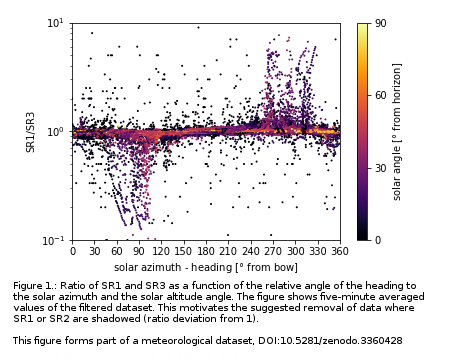 10¹
10⁰
10⁻¹
SR1/SR3
0 30 60 90 120 150 180 210 240 270 300 330 360
solar azimuth - heading [° from bow]
90
60
30
0
solar angle [° from horizon]
Figure 1.: Ratio of SR1 and SR3 as a function of the relative angle of the heading to
the solar azimuth and the solar altitude angle. The figure shows five-minute averaged
values of the filtered dataset. This motivates the suggested removal of data where
SR1 or SR2 are shadowed (ratio deviation from 1).
This figure forms part of a meteorological dataset, DOI:10.5281/zenodo.3360428